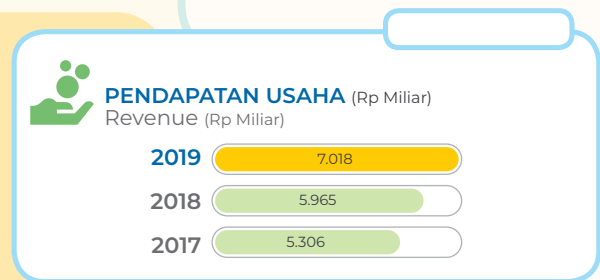 PENDAPATAN USAHA (Rp Miliar)
Revenue (Rp Miliar)
2019 7.018
2018 5.965
2017 5.306